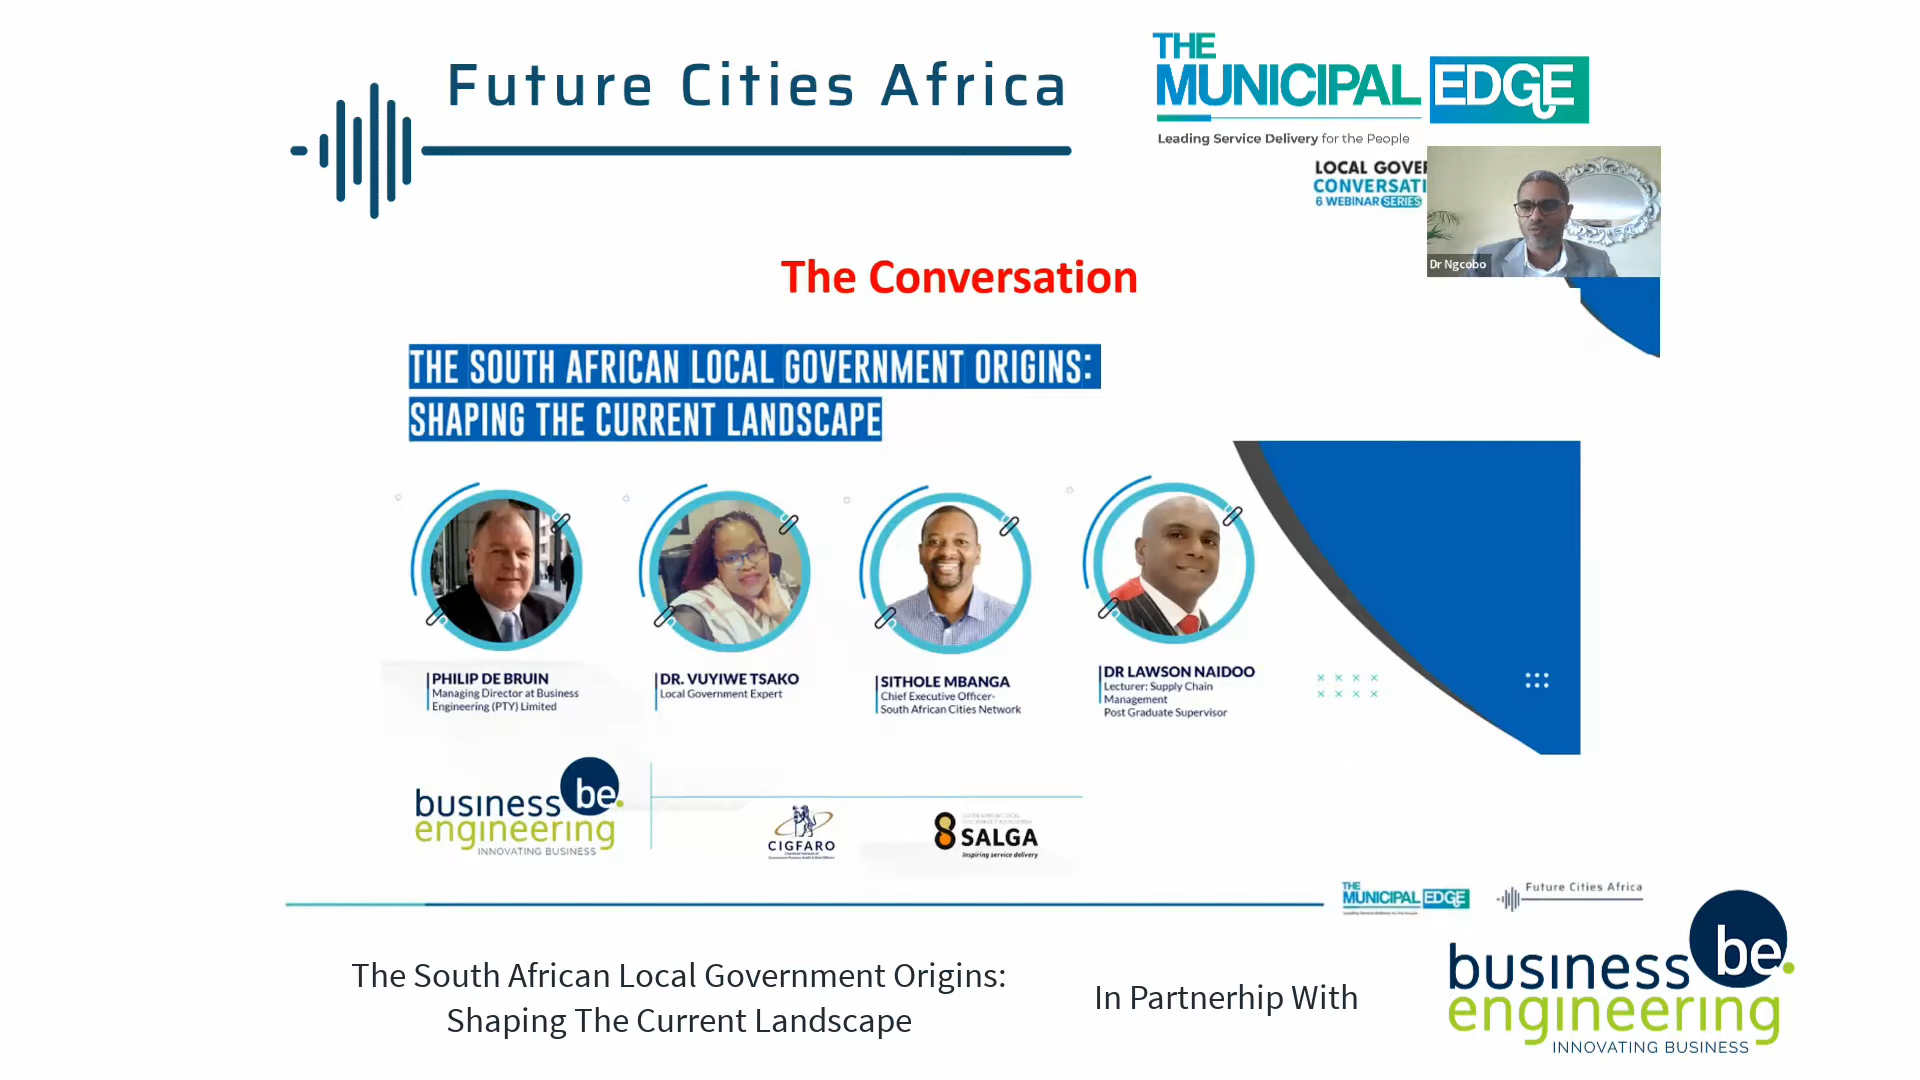 Future Cities Africa
THE
MUNICIPAL EDGE
Leading Service Delivery for the People
LOCAL GOVER
CONVERSATI
6 WEBINAR SERIES
Dr Ngcobo
The Conversation
THE SOUTH AFRICAN LOCAL GOVERNMENT ORIGINS:
SHAPING THE CURRENT LANDSCAPE
PHILIP DE BRUIN
Managing Director at Business
Engineering (PTY) Limited
DR. VUYIWE TSAKO
Local Government Expert
SITHOLE MBANGA
Chief Executive Officer-
South African Cities Network
DR LAWSON NAIDOO
Lecturer: Supply Chain
Management
Post Graduate Supervisor
business be.
engineering
INNOVATING BUSINESS
CIGFARO
SALGA
Inspiring service delivery
THE
MUNICIPAL EDGE
Future Cities Africa
The South African Local Government Origins:
Shaping The Current Landscape
In Partnerhip With
business be.
engineering
INNOVATING BUSINESS